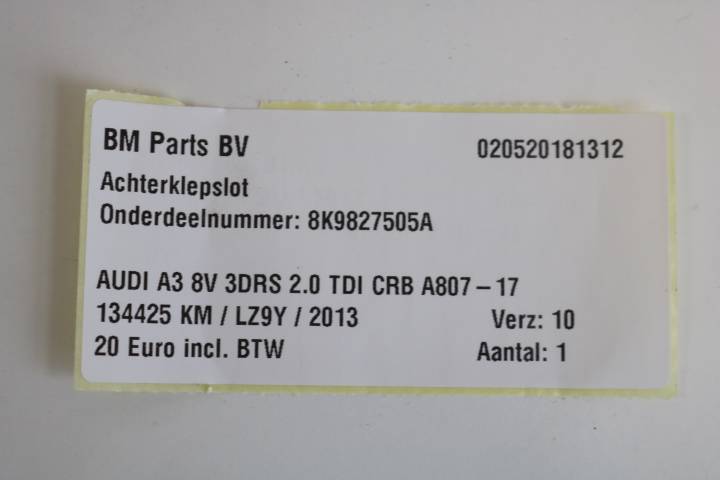 BM Parts BV 020520181312
Achterklepslot
Onderdeelnummer: 8K9827505A
AUDI A3 8V 3DRS 2.0 TDI CRB A807 – 17
134425 KM / LZ9Y / 2013 Verz: 10
20 Euro incl. BTW Aantal: 1